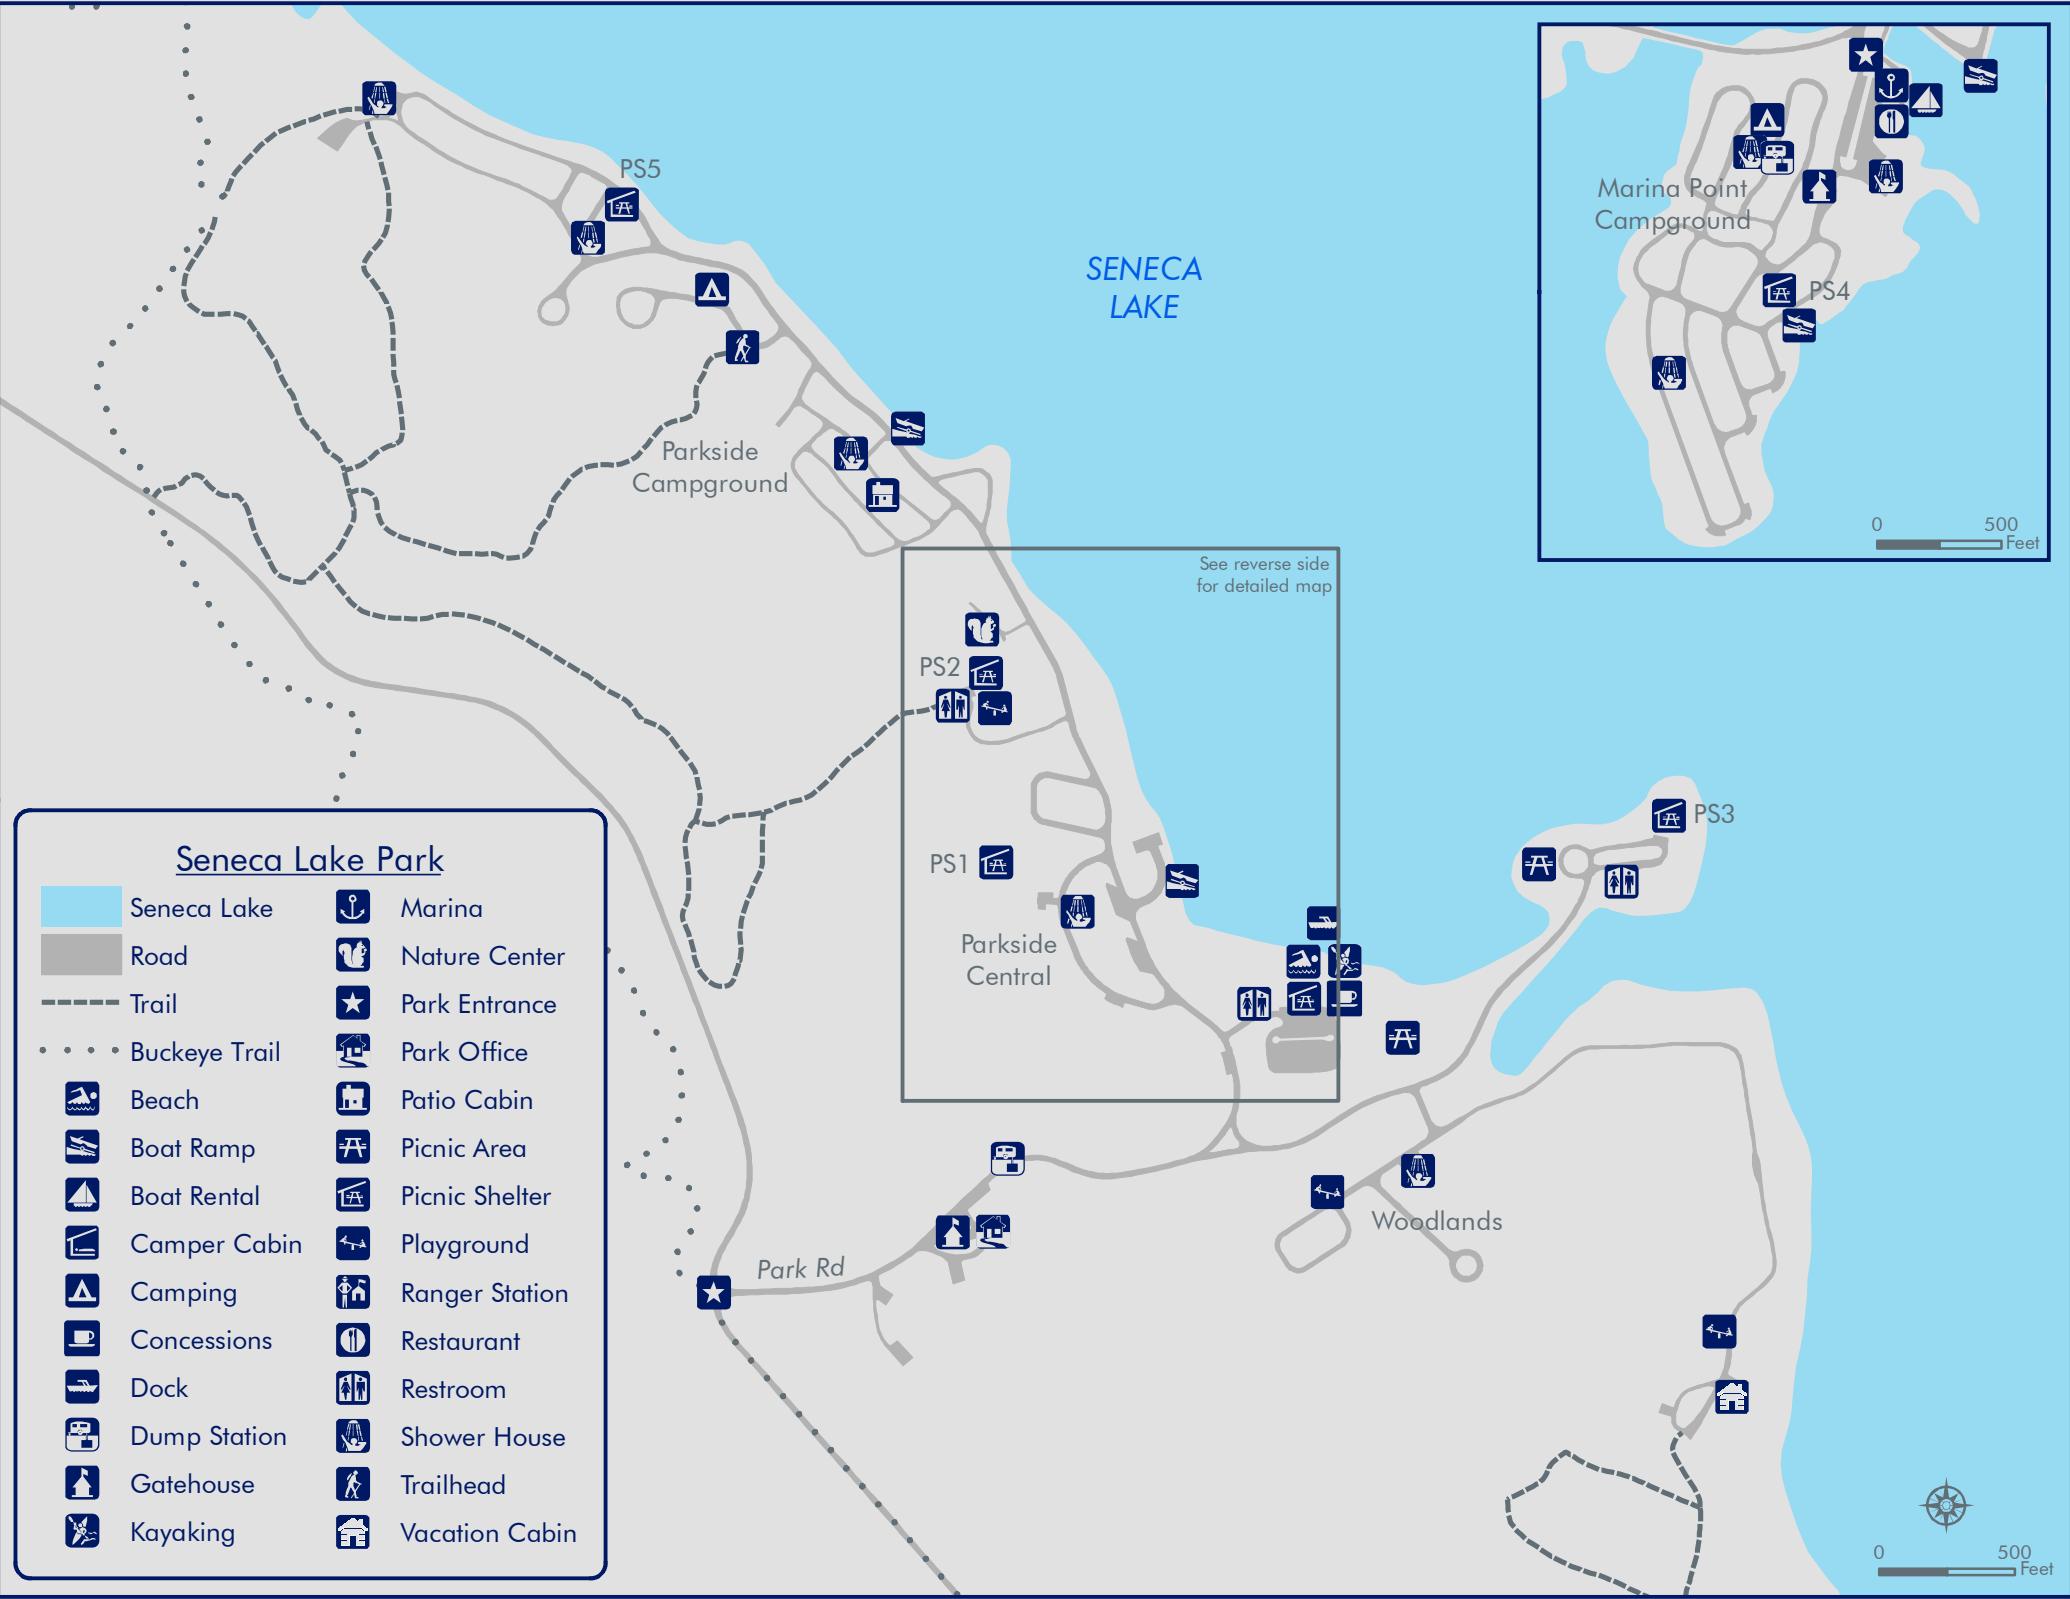 PS5
SENECA
LAKE
Parkside
Campground
Marina Point
Campground
PS4
0 500
Feet
See reverse side
for detailed map
PS2
PS1
Parkside
Central
PS3
Woodlands
Park Rd
Seneca Lake Park
Seneca Lake
Road
Trail
Buckeye Trail
Beach
Boat Ramp
Boat Rental
Camper Cabin
Camping
Concessions
Dock
Dump Station
Gatehouse
Kayaking
Marina
Nature Center
Park Entrance
Park Office
Patio Cabin
Picnic Area
Picnic Shelter
Playground
Ranger Station
Restaurant
Restroom
Shower House
Trailhead
Vacation Cabin
0 500
Feet